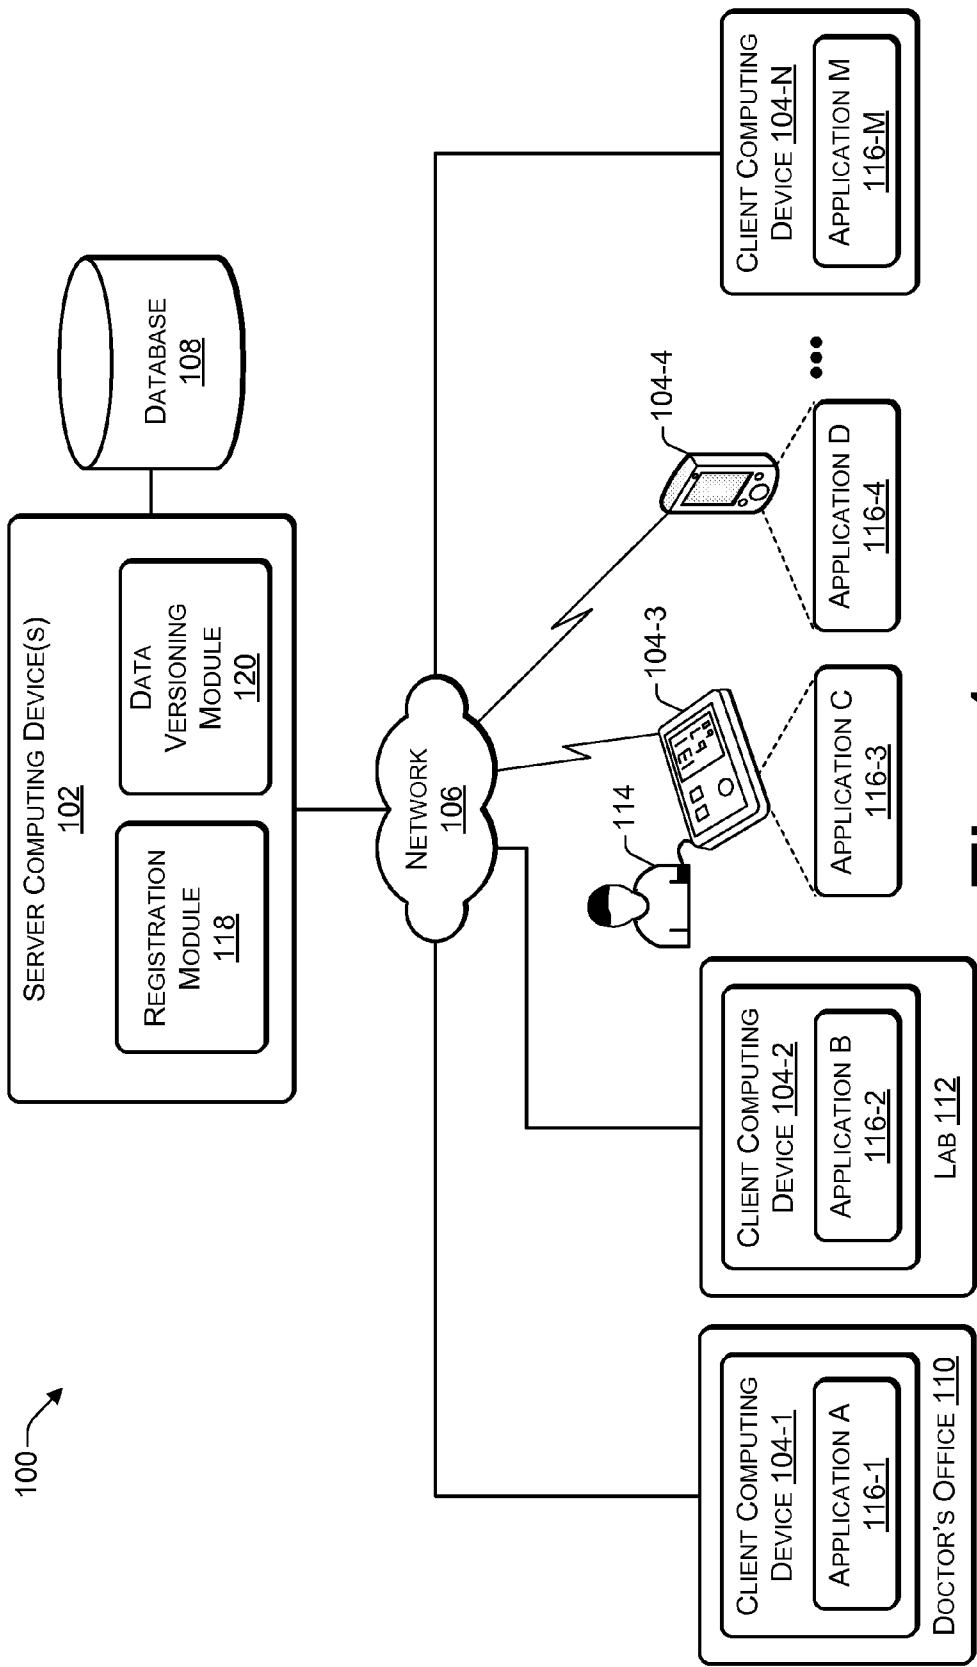 100
SERVER COMPUTING DEVICE(S)
102
REGISTRATION
MODULE
118
DATA
VERSIONING
MODULE
120
DATABASE
108
NETWORK
106
114
104-3
104-4
CLIENT COMPUTING
DEVICE 104-1
APPLICATION A
116-1
DOCTOR'S OFFICE 110
CLIENT COMPUTING
DEVICE 104-2
APPLICATION B
116-2
LAB 112
APPLICATION C
116-3
APPLICATION D
116-4
CLIENT COMPUTING
DEVICE 104-N
APPLICATION M
116-M